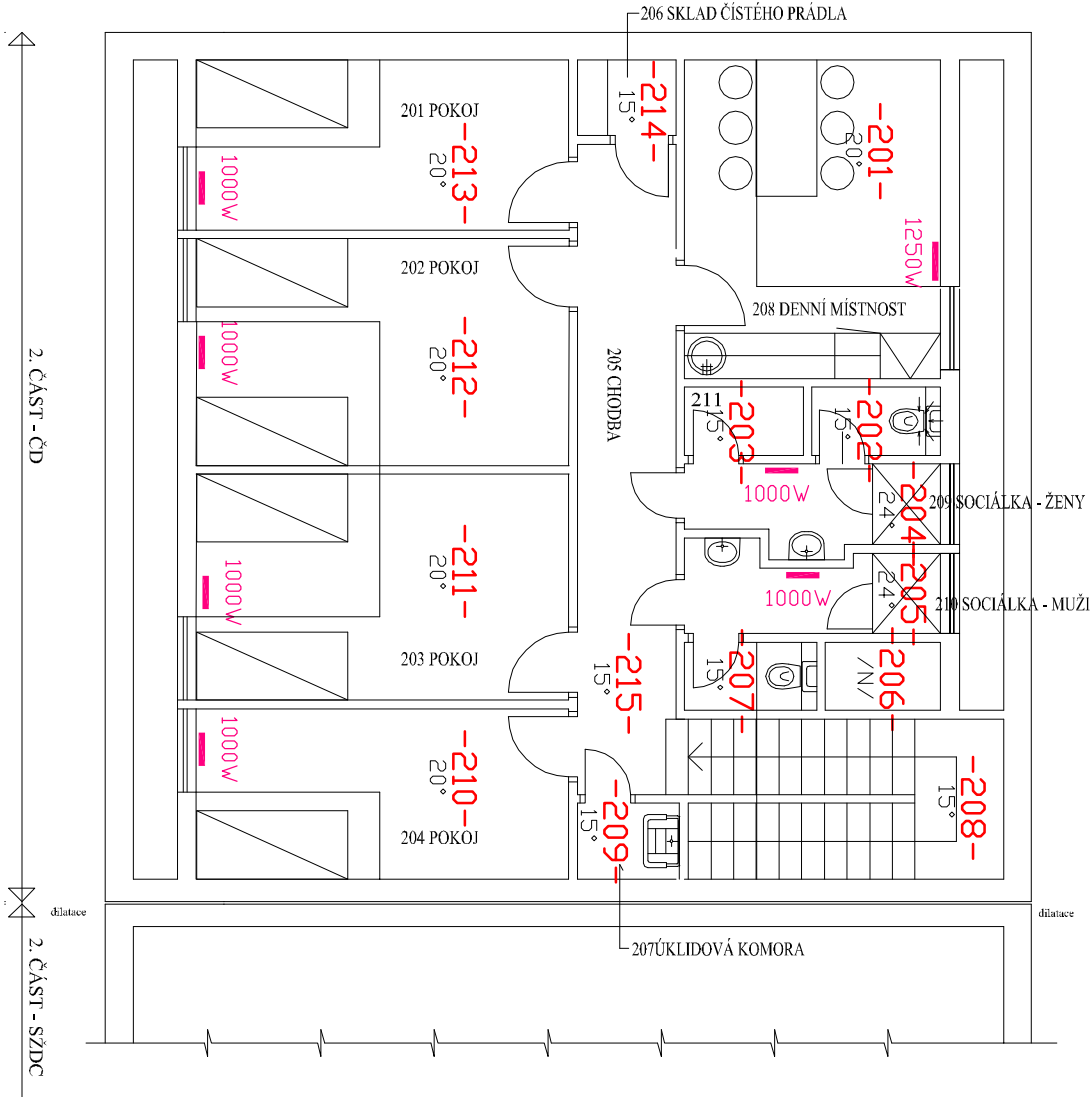 206 SKLAD ČÍSTÉHO PRÁDLA
201 POKOJ
-213-
20°
1000W
-214-
15°
-201-
20°
1250W
202 POKOJ
-212-
20°
1000W
208 DENNÍ MÍSTNOST
205 CHODBA
2. ČÁST - ČD
211
-203-
15°
-202-
15°
1000W
-204-
24°
209 SOCIÁLKA - ŽENY
-211-
20°
1000W
1000W
-205-
24°
210 SOCIÁLKA - MUŽI
203 POKOJ
-215-
15°
-207-
15°
-206-
/N/
1000W
-210-
20°
204 POKOJ
-209-
15°
-208-
15°
dilatace
dilatace
207ÚKLIDOVÁ KOMORA
2. ČÁST - SŽDC